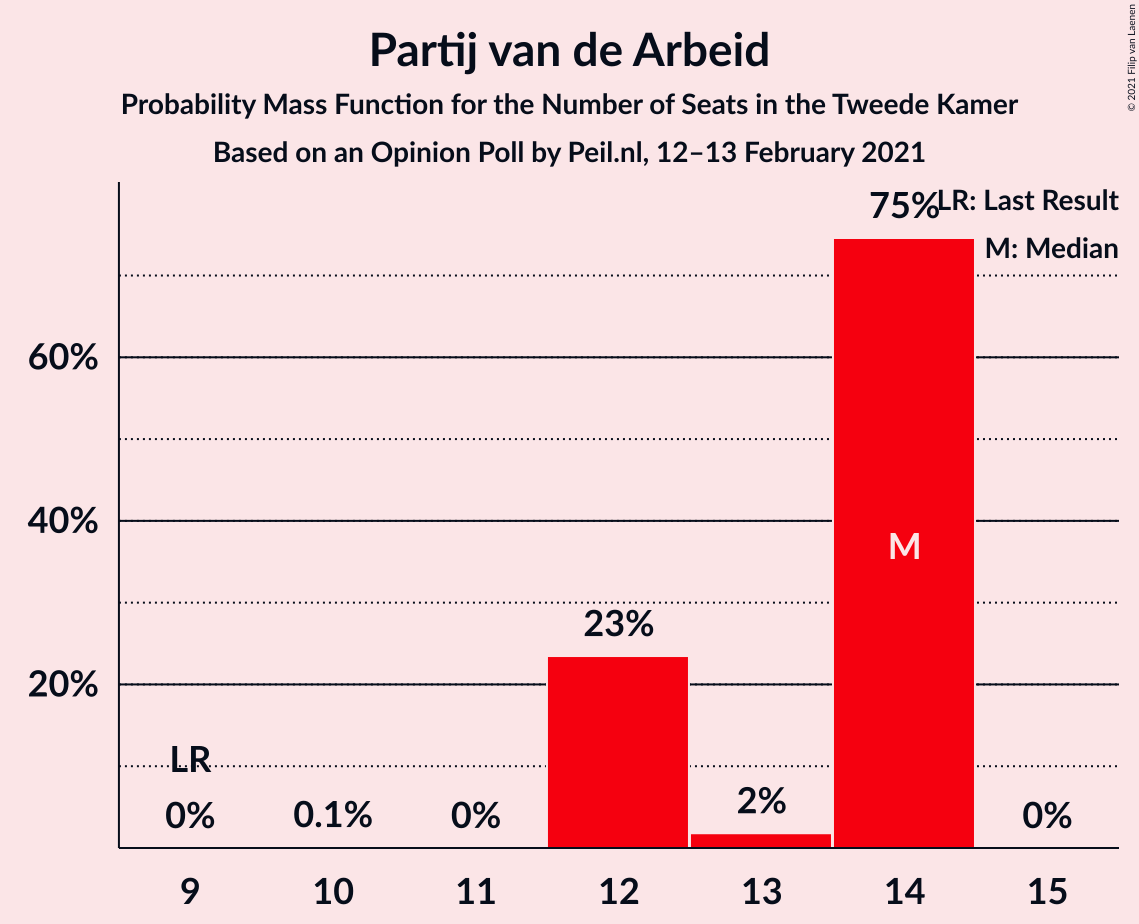 Partij van de Arbeid
Probability Mass Function for the Number of Seats in the Tweede Kamer
Based on an Opinion Poll by Peil.nl, 12–13 February 2021
© 2021 Filip van Laenen
75%
LR: Last Result
M: Median
60%
40%
M
23%
20%
LR
0%
0.1%
0%
2%
0%
9 10 11 12 13 14 15